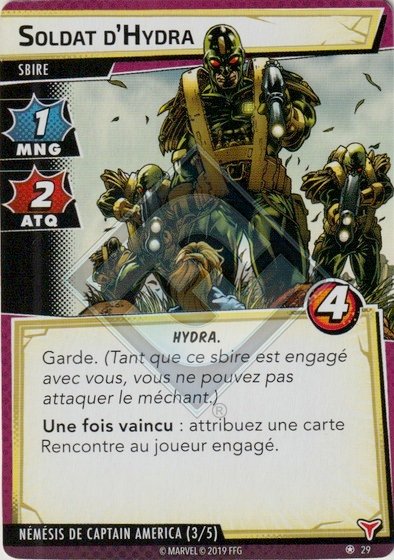 SOLDAT D'HYDRA
SBIRE
1
MNG
2
ATQ
4
HYDRA.
Garde. (Tant que ce sbire est engagé
avec vous, vous ne pouvez pas
attaquer le méchant.)
®
Une fois vaincu : attribuez une carte
Rencontre au joueur engagé.
NÉMÉSIS DE CAPTAIN AMERICA (3/5)
© MARVEL © 2019 FFG
29